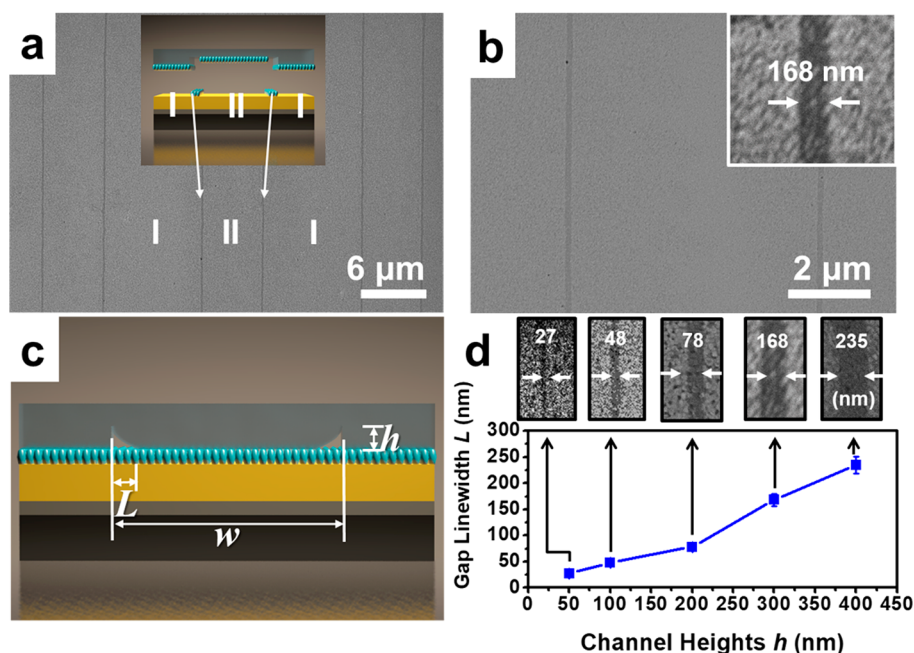 a
I II I
I II I
6 μm
b
168 nm
2 μm
c
h
L
w
d
27 48 78 168 235
(nm)
Gap Linewidth L (nm)
300
250
200
150
100
50
0
0 50 100 150 200 250 300 350 400 450
Channel Heights h (nm)